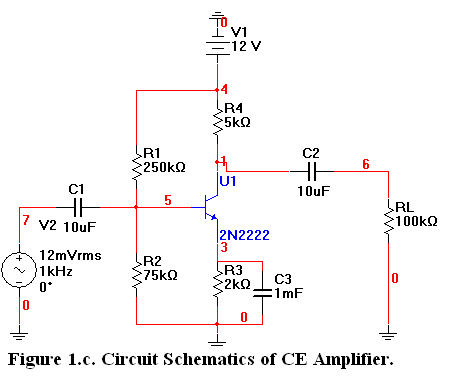 0
V1
12 V
4
R4
5kΩ
R1
250kΩ
1
C2
10uF
6
U1
C1
10uF
5
7
V2
2N2222
RL
100kΩ
3
12mVrms
1kHz
0°
R2
75kΩ
R3
2kΩ
C3
1mF
0
0
0
Figure 1.c. Circuit Schematics of CE Amplifier.